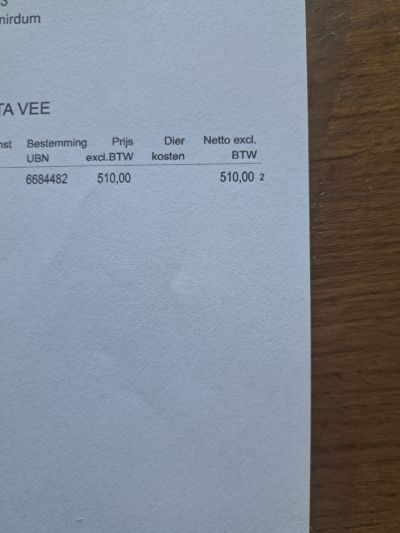 3
nirdum
TA VEE
nst Bestemming Prijs Dier Netto excl.
UBN excl.BTW kosten BTW
6684482 510,00 510,00 2